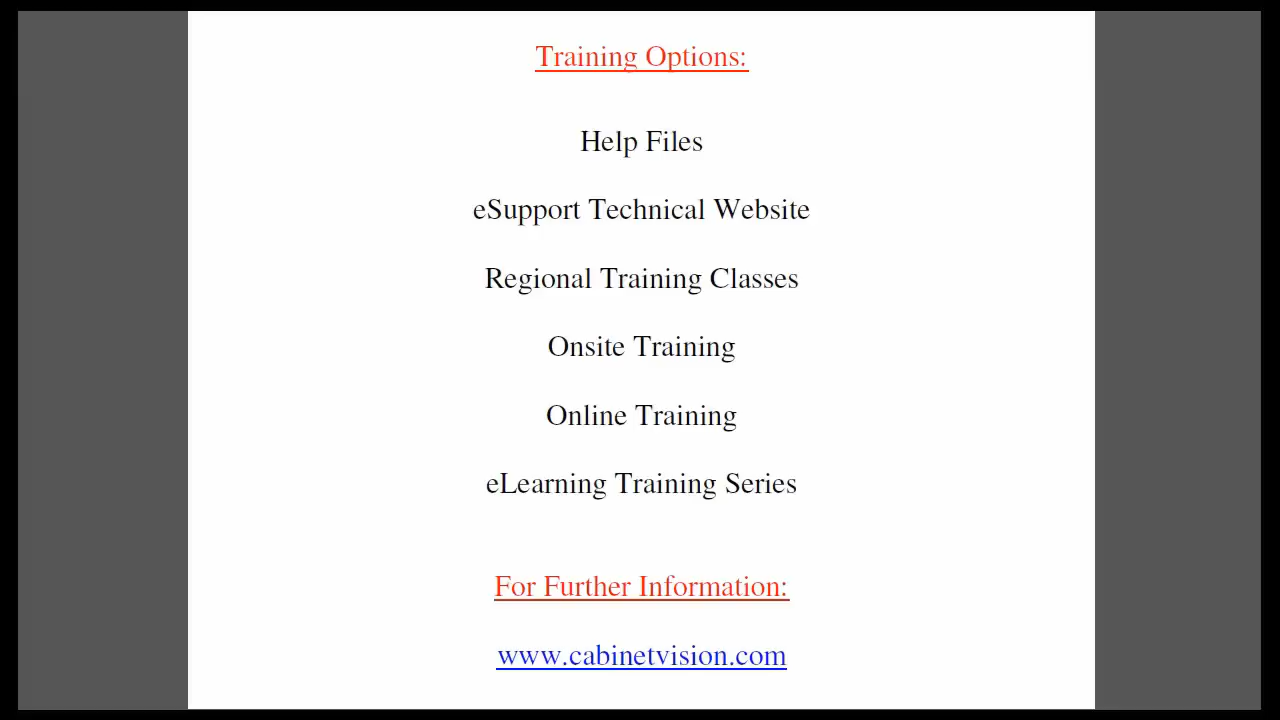 Training Options:
Help Files
eSupport Technical Website
Regional Training Classes
Onsite Training
Online Training
eLearning Training Series
For Further Information:
www.cabinetvision.com